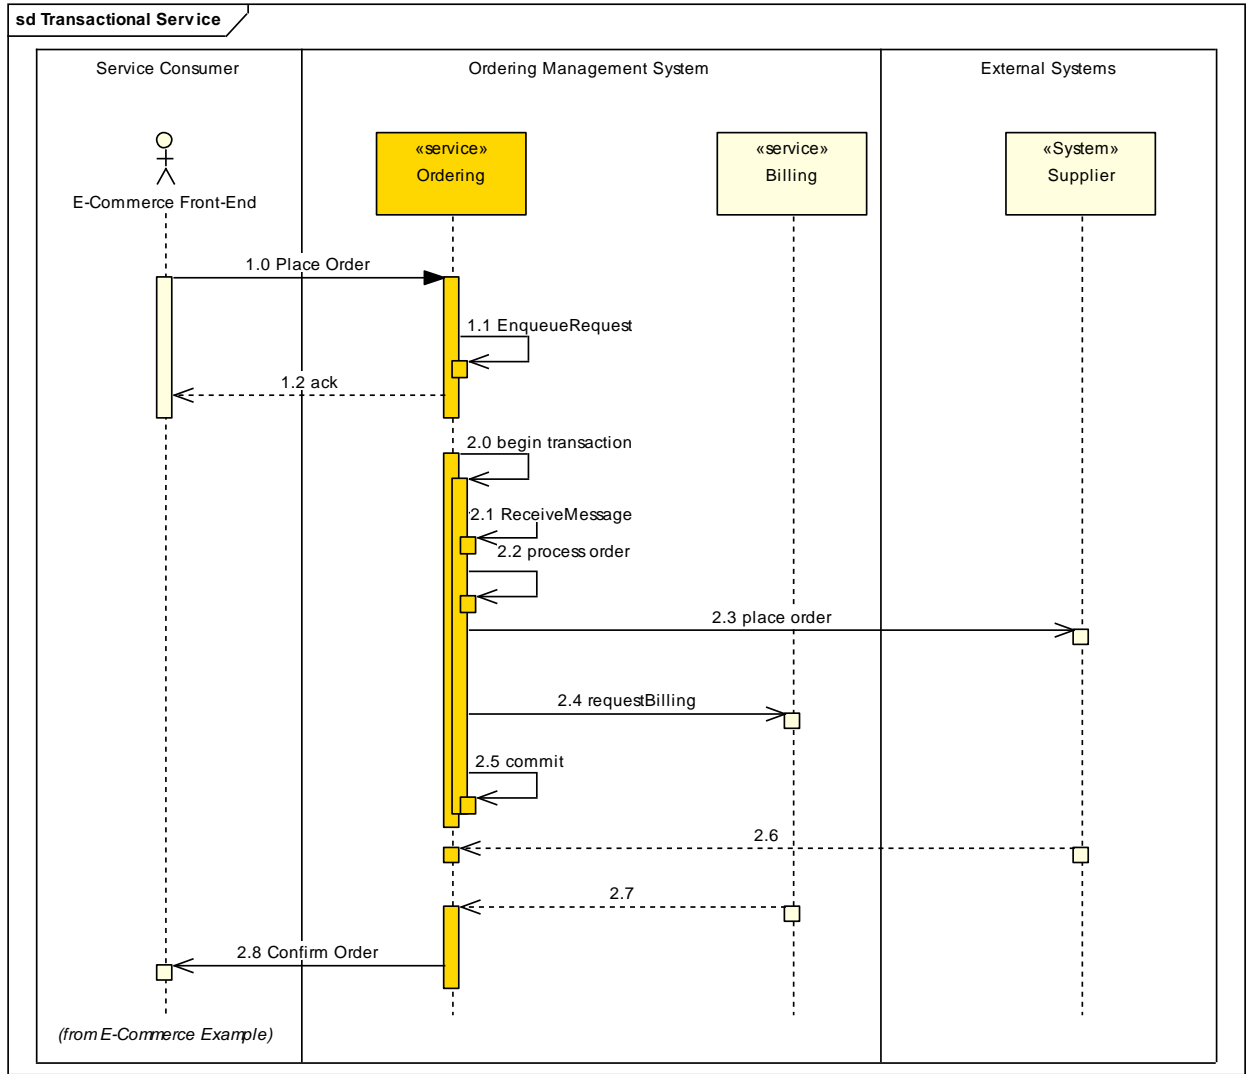 sd Transactional Service
Service Consumer
Ordering Management System
External Systems
«service»
Ordering
«service»
Billing
«System»
Supplier
E-Commerce Front-End
1.0 Place Order
1.1 EnqueueRequest
1.2 ack
2.0 begin transaction
2.1 ReceiveMessage
2.2 process order
2.3 place order
2.4 requestBilling
2.5 commit
2.6
2.7
2.8 Confirm Order
(from E-Commerce Example)